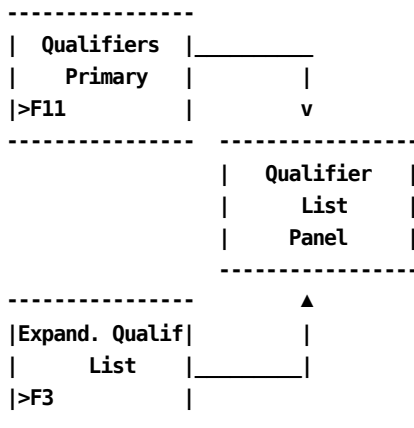 Qualifiers
Primary
>F11
v
Qualifier
List
Panel
Expand. Qualif
List
>F3